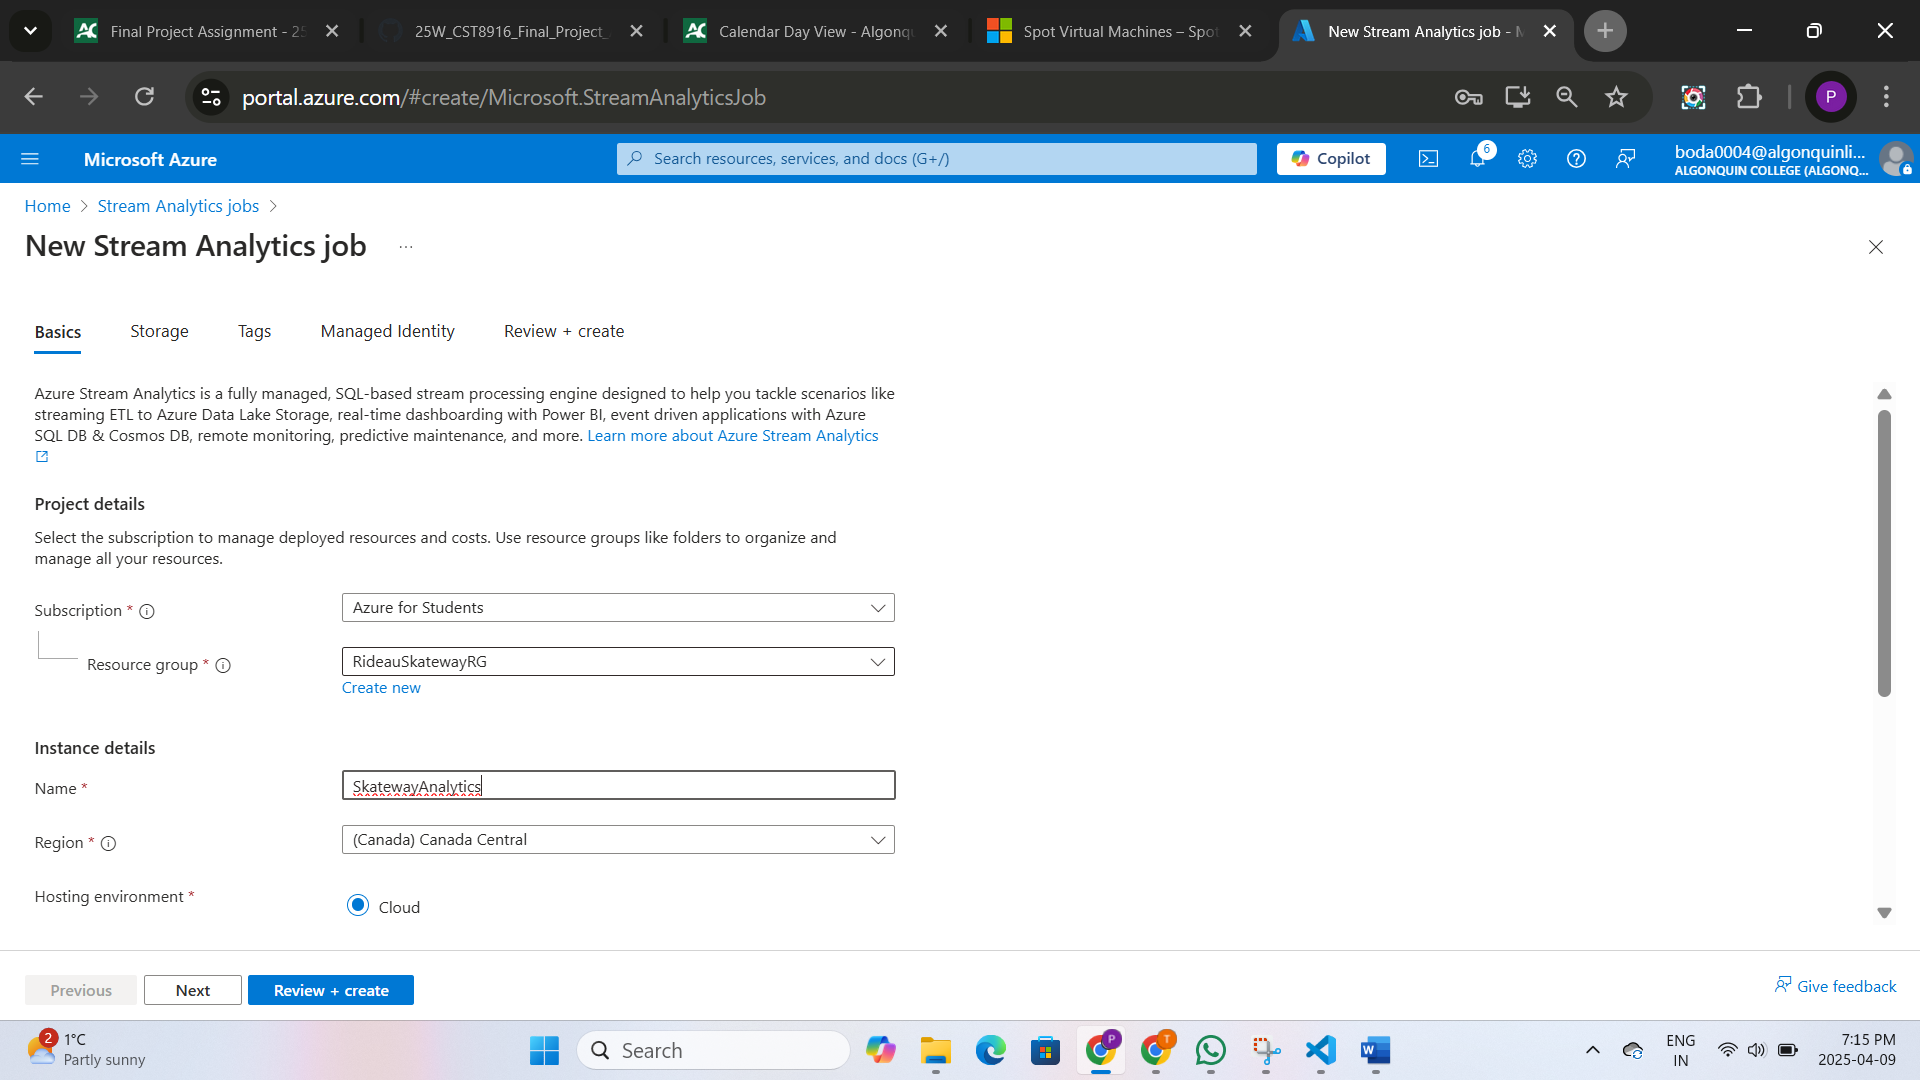 Final Project Assignment - 25
25W_CST8916_Final_Project_
Calendar Day View - Algonqu
Spot Virtual Machines – Spot
New Stream Analytics job - M
portal.azure.com/#create/Microsoft.StreamAnalyticsJob
P
Microsoft Azure
Search resources, services, and docs (G+/)
Copilot
6
boda0004@algonquinli...
ALGONQUIN COLLEGE (ALGONQ...
Home > Stream Analytics jobs >
New Stream Analytics job ...
Basics
Storage
Tags
Managed Identity
Review + create
Azure Stream Analytics is a fully managed, SQL-based stream processing engine designed to help you tackle scenarios like
streaming ETL to Azure Data Lake Storage, real-time dashboarding with Power BI, event driven applications with Azure
SQL DB & Cosmos DB, remote monitoring, predictive maintenance, and more. Learn more about Azure Stream Analytics
Project details
Select the subscription to manage deployed resources and costs. Use resource groups like folders to organize and
manage all your resources.
Subscription *
Azure for Students
Resource group *
RideauSkatewayRG
Create new
Instance details
Name *
SkatewayAnalytics
Region *
(Canada) Canada Central
Hosting environment *
Cloud
Previous
Next
Review + create
Give feedback
2
1°C
Partly sunny
Search
P
T
ENG
IN
7:15 PM
2025-04-09